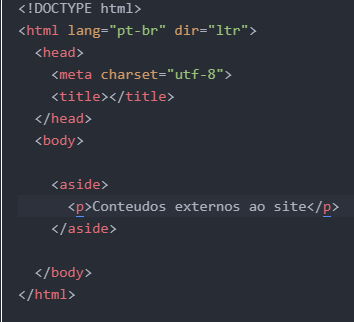 <!DOCTYPE html>
<html lang="pt-br" dir="ltr">
<head>
<meta charset="utf-8">
<title></title>
</head>
<body>
<aside>
<p>Conteudos externos ao site</p>
</aside>
</body>
</html>